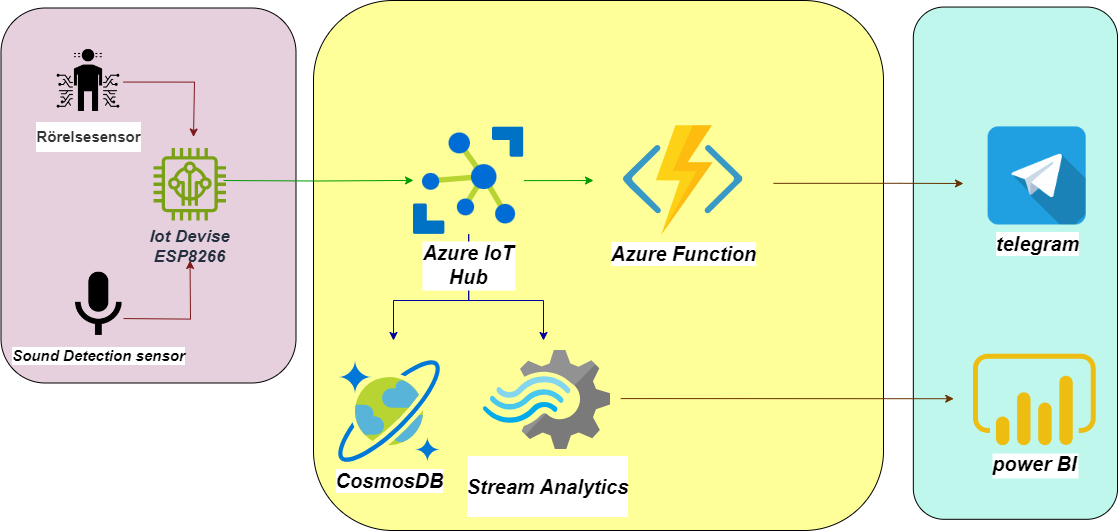 Rörelsesensor
Iot Devise
ESP8266
Sound Detection sensor
Azure IoT
Hub
Azure Function
CosmosDB
Stream Analytics
telegram
power BI